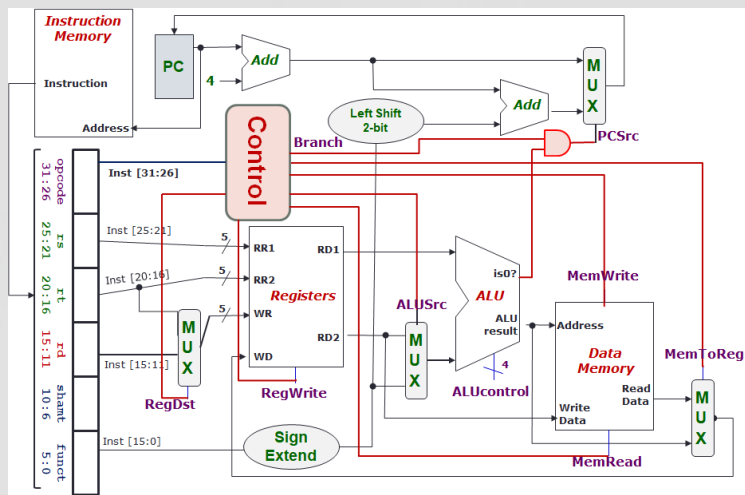 Instruction
Memory
Instruction
Address
PC
4
Add
Add
MUX
PCSrc
Left Shift
2-bit
Control
Branch
opcode
31:26
rs
25:21
rt
20:16
rd
15:11
shamt
10:6
funct
5:0
Inst [31:26]
Inst [25:21]
Inst [20:16]
Inst [15:11]
Inst [15:0]
5
5
5
MUX
RegDst
RR1
RR2
WR
WD
RD1
RD2
Registers
RegWrite
Sign
Extend
ALUSrc
MUX
is0?
ALU
ALU
result
4
ALUcontrol
MemWrite
Address
Data
Memory
Read
Data
Write
Data
MemRead
MemToReg
MUX